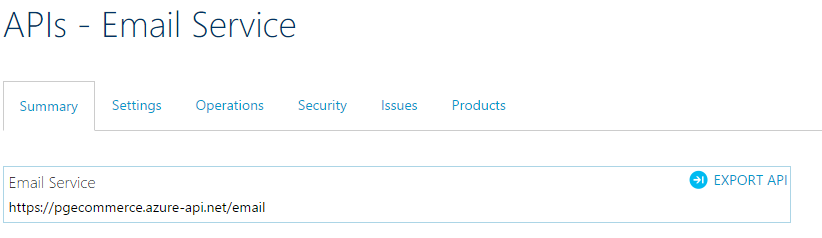 APIs - Email Service
Summary Settings Operations Security Issues Products
Email Service EXPORT API
https://pgecommerce.azure-api.net/email